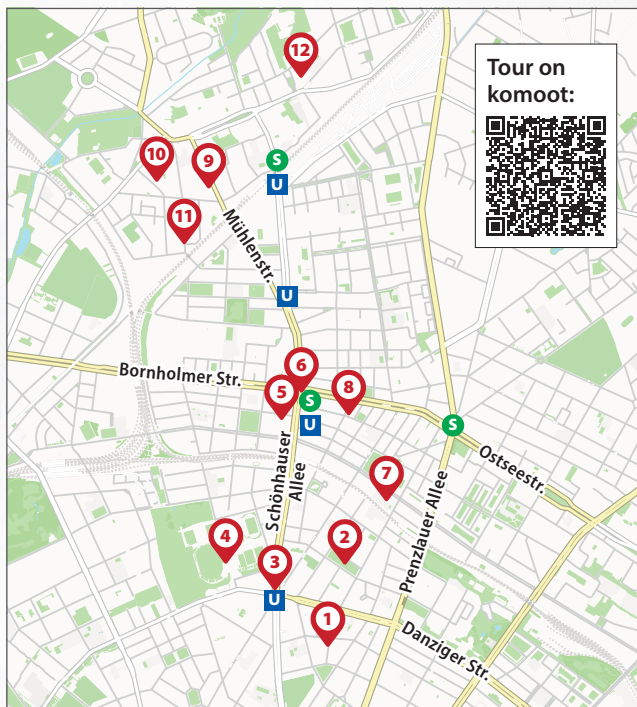 12
Tour on
komoot:
10
9
S
U
11
Mühlenstr.
U
6
Bornholmer Str.
5
8
S
U
S
Schönhauser
Allee
Ostseestr.
7
Prenzlauer Allee
4
2
3
U
1
Danziger Str.